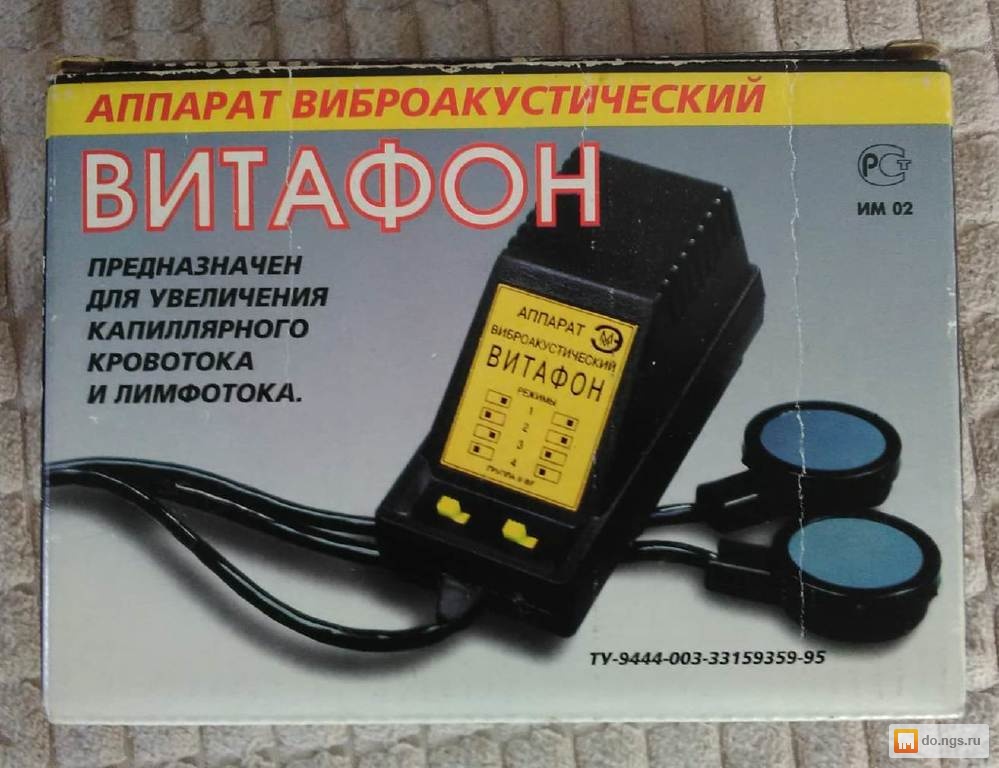 АППАРАТ ВИБРОАКУСТИЧЕСКИЙ
ВИТАФОН
РСТ
ИМ 02
ПРЕДНАЗНАЧЕН
ДЛЯ УВЕЛИЧЕНИЯ
КАПИЛЛЯРНОГО
КРОВОТОКА
И ЛИМФОТОКА.
АППАРАТ
ВИБРОАКУСТИЧЕСКИЙ
ВИТАФОН
РЕЖИМЫ
1
2
3
4
ТУ-9444-003-33159359-95
do.ngs.ru